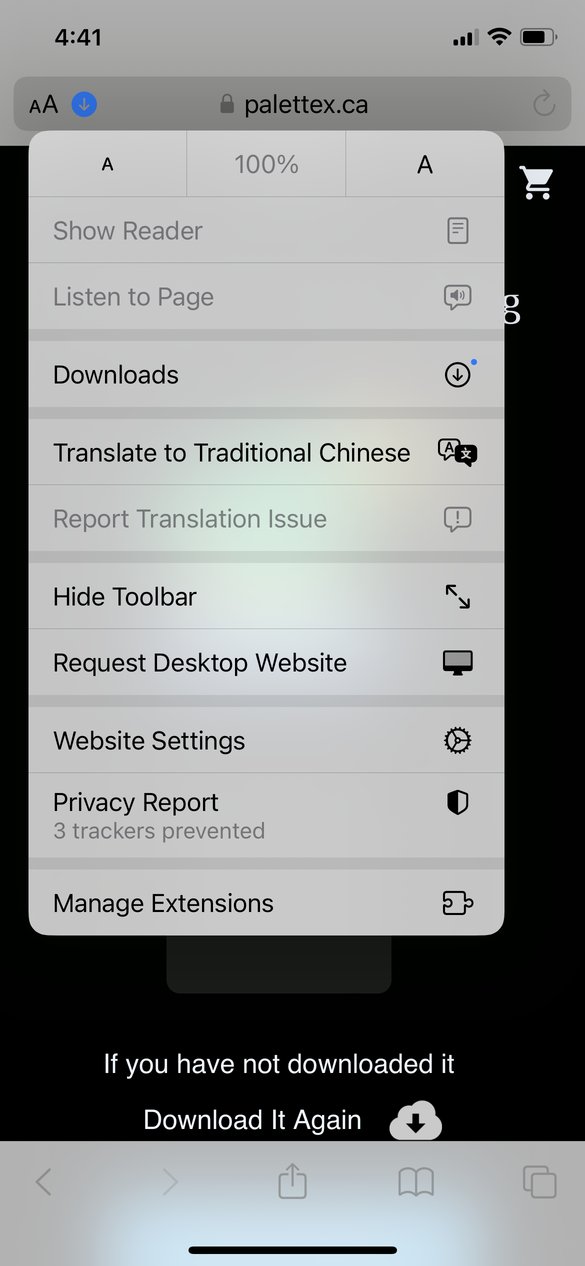 4:41
AA palettex.ca
A 100% A
Show Reader
Listen to Page
g
Downloads
Translate to Traditional Chinese
Report Translation Issue
Hide Toolbar
Request Desktop Website
Website Settings
Privacy Report
3 trackers prevented
Manage Extensions
If you have not downloaded it
Download It Again